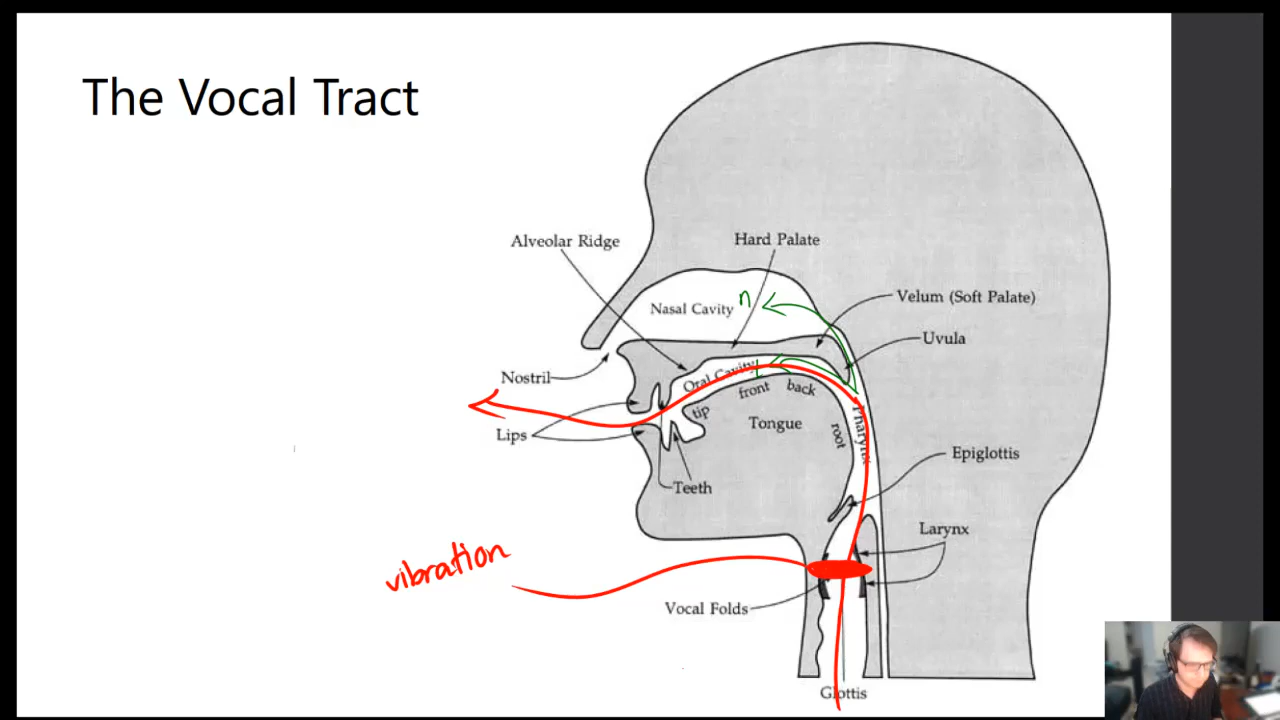 The Vocal Tract
Alveolar Ridge
Hard Palate
Nasal Cavity
n
Velum (Soft Palate)
Uvula
Nostril
Oral Cavity
front
back
tip
Lips
Tongue
root
Pharynx
Epiglottis
Teeth
Larynx
vibration
Vocal Folds
Glottis